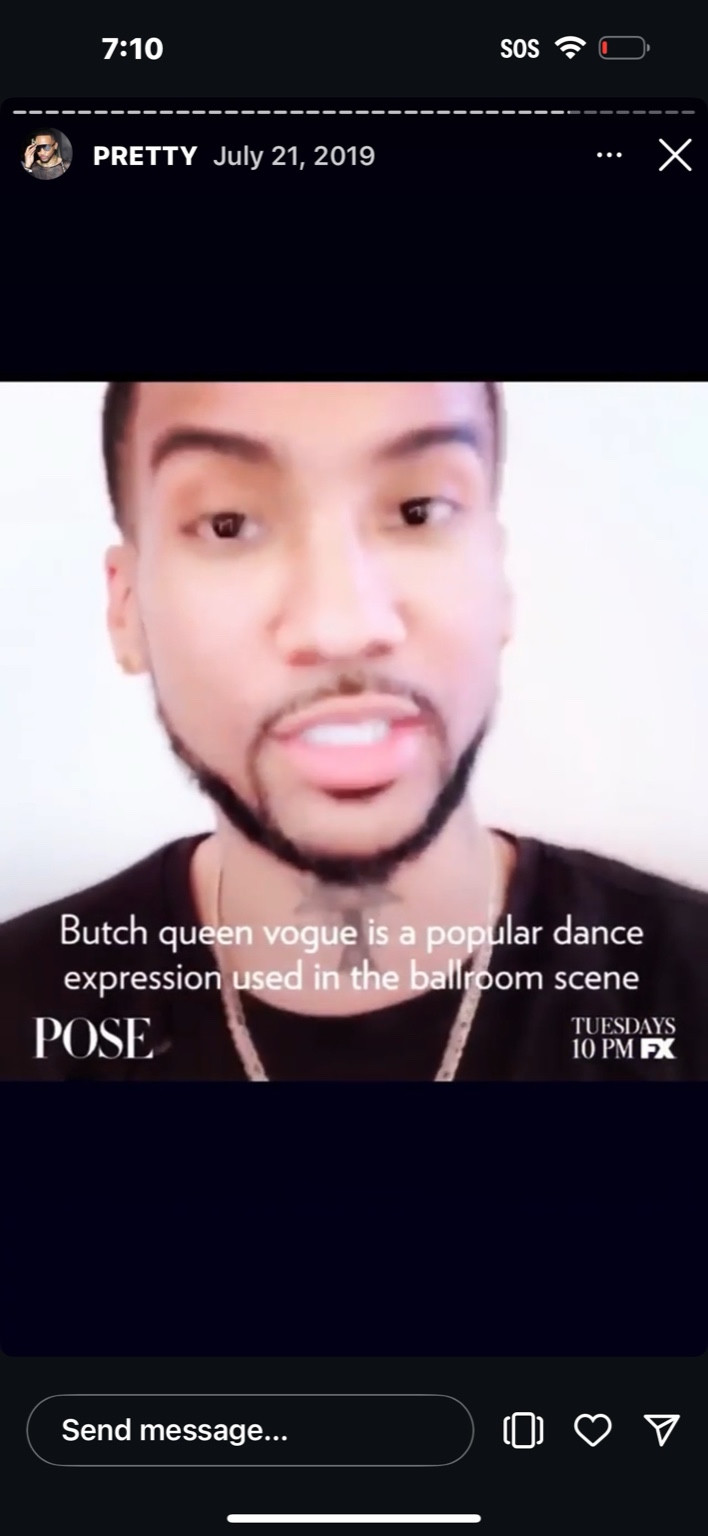 7:10 SOS
PRETTY July 21, 2019
Butch queen vogue is a popular dance
expression used in the ballroom scene
POSE
TUESDAYS
10 PM FX
Send message...